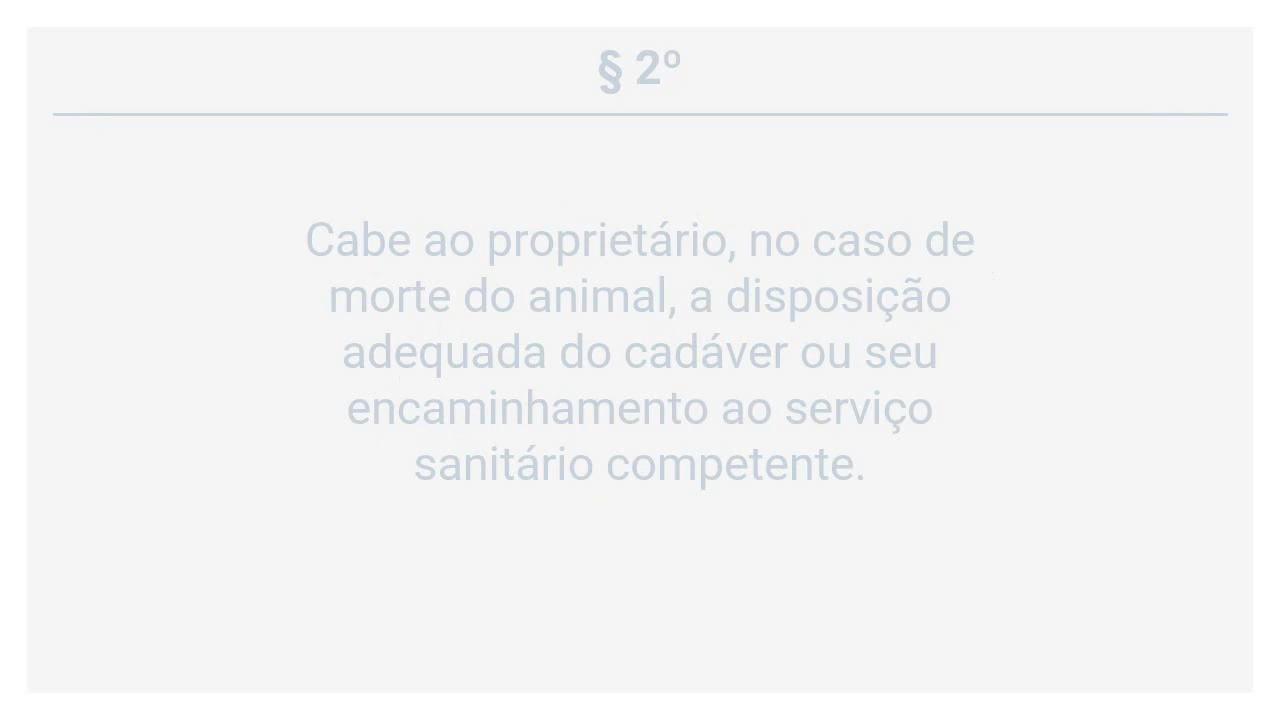 § 2º
Cabe ao proprietário, no caso de
morte do animal, a disposição
adequada do cadáver ou seu
encaminhamento ao serviço
sanitário competente.